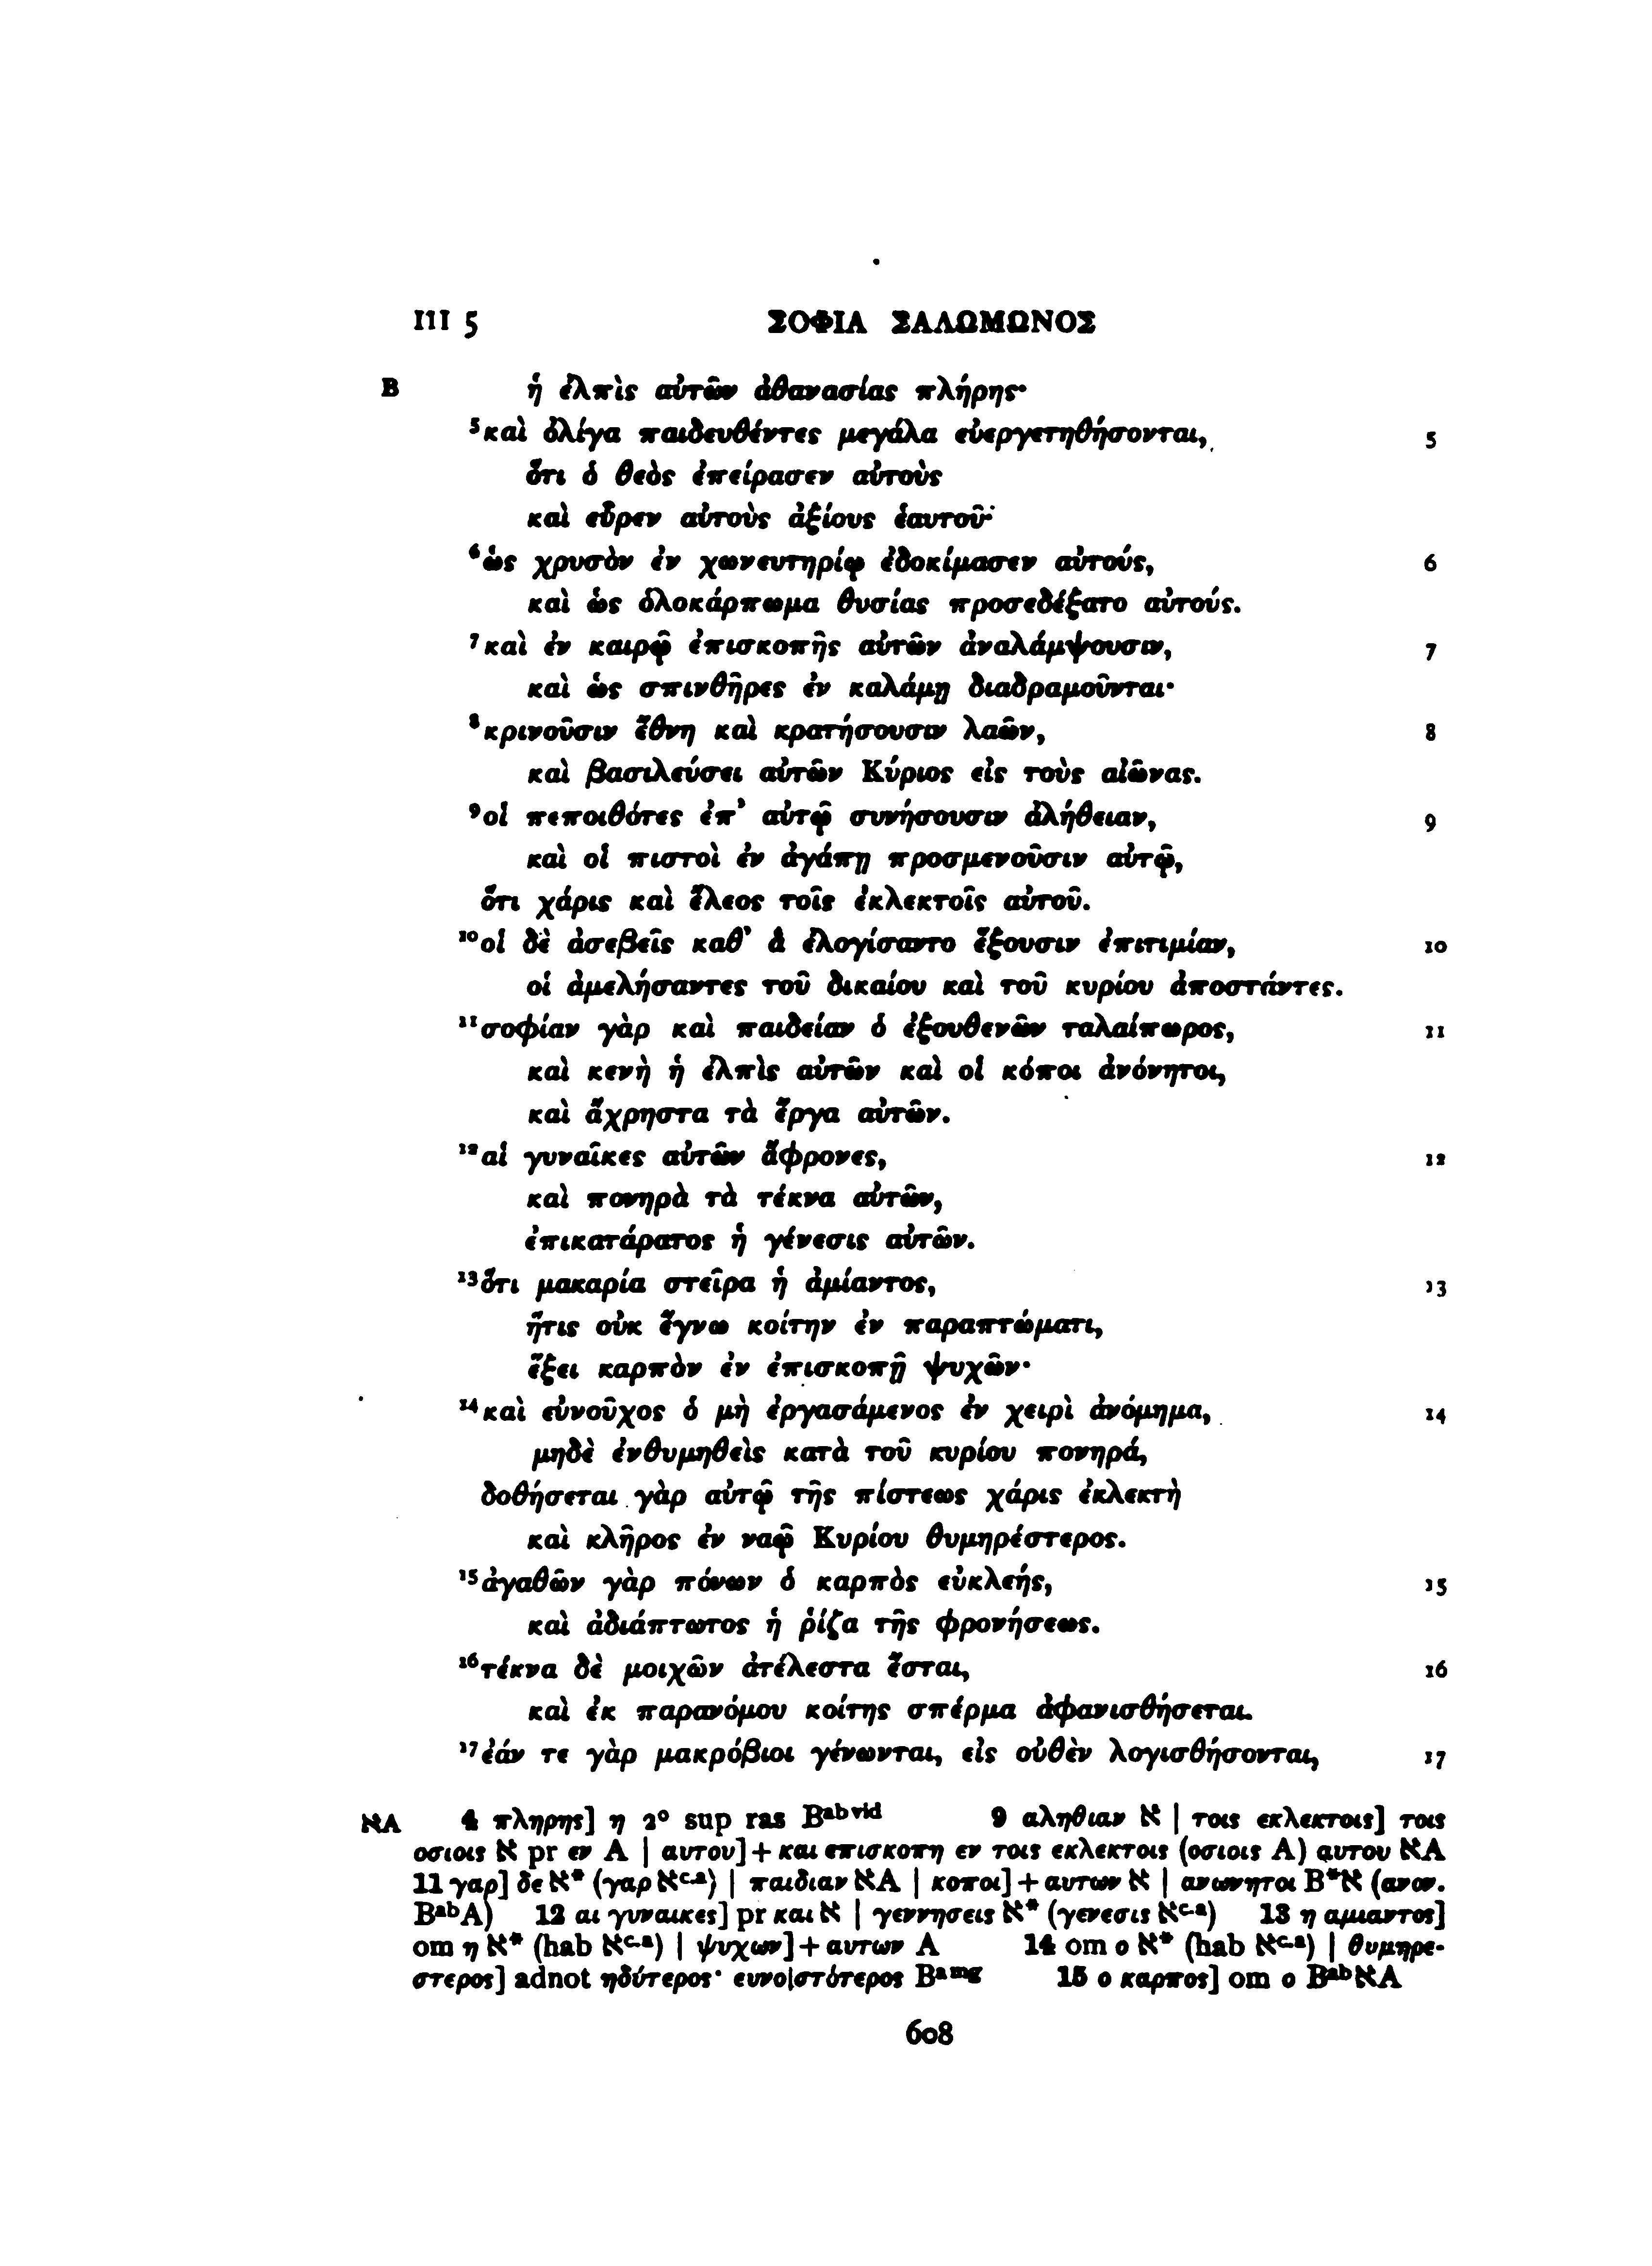 III 5 ΣΟΦΙΑ ΣΑΛΩΜΩΝΟΣ
B ἡ ἐλπὶς αὐτῶν ἀθανασίας πλήρης·
⁵καὶ ὀλίγα παιδευθέντες μεγάλα εὐεργετηθήσονται, 5
ὅτι ὁ θεὸς ἐπείρασεν αὐτοὺς
καὶ εὗρεν αὐτοὺς ἀξίους ἑαυτοῦ·
⁶ὡς χρυσὸν ἐν χωνευτηρίῳ ἐδοκίμασεν αὐτούς, 6
καὶ ὡς ὁλοκάρπωμα θυσίας προσεδέξατο αὐτούς.
⁷καὶ ἐν καιρῷ ἐπισκοπῆς αὐτῶν ἀναλάμψουσιν, 7
καὶ ὡς σπινθῆρες ἐν καλάμῃ διαδραμοῦνται·
⁸κρινοῦσιν ἔθνη καὶ κρατήσουσιν λαῶν, 8
καὶ βασιλεύσει αὐτῶν Κύριος εἰς τοὺς αἰῶνας.
⁹οἱ πεποιθότες ἐπ’ αὐτῷ συνήσουσιν ἀλήθειαν, 9
καὶ οἱ πιστοὶ ἐν ἀγάπῃ προσμενοῦσιν αὐτῷ,
ὅτι χάρις καὶ ἔλεος τοῖς ἐκλεκτοῖς αὐτοῦ.
¹⁰οἱ δὲ ἀσεβεῖς καθ’ ἃ ἐλογίσαντο ἕξουσιν ἐπιτιμίαν, 10
οἱ ἀμελήσαντες τοῦ δικαίου καὶ τοῦ κυρίου ἀποστάντες.
¹¹σοφίαν γὰρ καὶ παιδείαν ὁ ἐξουθενῶν ταλαίπωρος, 11
καὶ κενὴ ἡ ἐλπὶς αὐτῶν καὶ οἱ κόποι ἀνόνητοι,
καὶ ἄχρηστα τὰ ἔργα αὐτῶν.
¹²αἱ γυναῖκες αὐτῶν ἄφρονες, 12
καὶ πονηρὰ τὰ τέκνα αὐτῶν,
ἐπικατάρατος ἡ γένεσις αὐτῶν.
¹³ὅτι μακαρία στεῖρα ἡ ἀμίαντος, 13
ἥτις οὐκ ἔγνω κοίτην ἐν παραπτώματι,
ἕξει καρπὸν ἐν ἐπισκοπῇ ψυχῶν·
¹⁴καὶ εὐνοῦχος ὁ μὴ ἐργασάμενος ἐν χειρὶ ἀνόμημα, 14
μηδὲ ἐνθυμηθεὶς κατὰ τοῦ κυρίου πονηρά,
δοθήσεται γὰρ αὐτῷ τῆς πίστεως χάρις ἐκλεκτὴ
καὶ κλῆρος ἐν ναῷ Κυρίου θυμηρέστερος.
¹⁵ἀγαθῶν γὰρ πόνων ὁ καρπὸς εὐκλεής, 15
καὶ ἀδιάπτωτος ἡ ῥίζα τῆς φρονήσεως.
¹⁶τέκνα δὲ μοιχῶν ἀτέλεστα ἔσται, 16
καὶ ἐκ παρανόμου κοίτης σπέρμα ἀφανισθήσεται.
¹⁷ἐάν τε γὰρ μακρόβιοι γένωνται, εἰς οὐθὲν λογισθήσονται, 17
אA 4 πληρης] η 2° sup ras Bᵃᵇ ᵛⁱᵈ 9 αληθιαν א | τοις εκλεκτοις] τοις
οσιοις א pr εν A | αυτου] + και επισκοπη εν τοις εκλεκτοις (οσιοις A) αυτου אA
11 γαρ] δε א* (γαρ אᶜ·ᵃ) | παιδιαν אA | κοποι] + αυτων א | ανωνητοι B*א (ανον.
BᵃᵇA) 12 αι γυναικες] pr και א | γεννησεις א* (γενεσις אᶜ·ᵃ) 13 η αμιαντος]
om η א* (hab אᶜ·ᵃ) | ψυχων] + αυτων A 14 om ο א* (hab אᶜ·ᵃ) | θυμηρε-
στερος] adnot ηδύτερος· ευνο|στότερος Bᵃ ᵐᵍ 15 ο καρπος] om ο BᵃᵇאA
608